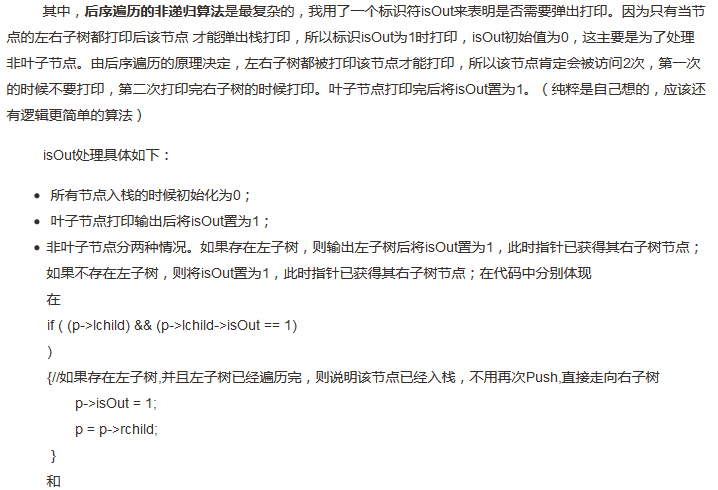 其中，后序遍历的非递归算法是最复杂的，我用了一个标识符isOut来表明是否需要弹出打印。因为只有当节
点的左右子树都打印后该节点 才能弹出栈打印，所以标识isOut为1时打印，isOut初始值为0，这主要是为了处理
非叶子节点。由后序遍历的原理决定，左右子树都被打印该节点才能打印，所以该节点肯定会被访问2次，第一次
的时候不要打印，第二次打印完右子树的时候打印。叶子节点打印完后将isOut置为1。（纯粹是自己想的，应该还
有逻辑更简单的算法）
isOut处理具体如下：
• 所有节点入栈的时候初始化为0；
• 叶子节点打印输出后将isOut置为1；
• 非叶子节点分两种情况。如果存在左子树，则输出左子树后将isOut置为1，此时指针已获得其右子树节点；
如果不存在左子树，则将isOut置为1，此时指针已获得其右子树节点；在代码中分别体现
在
if ( (p->lchild) && (p->lchild->isOut == 1)
)
{//如果存在左子树,并且左子树已经遍历完，则说明该节点已经入栈，不用再次Push,直接走向右子树
p->isOut = 1;
p = p->rchild;
}
和